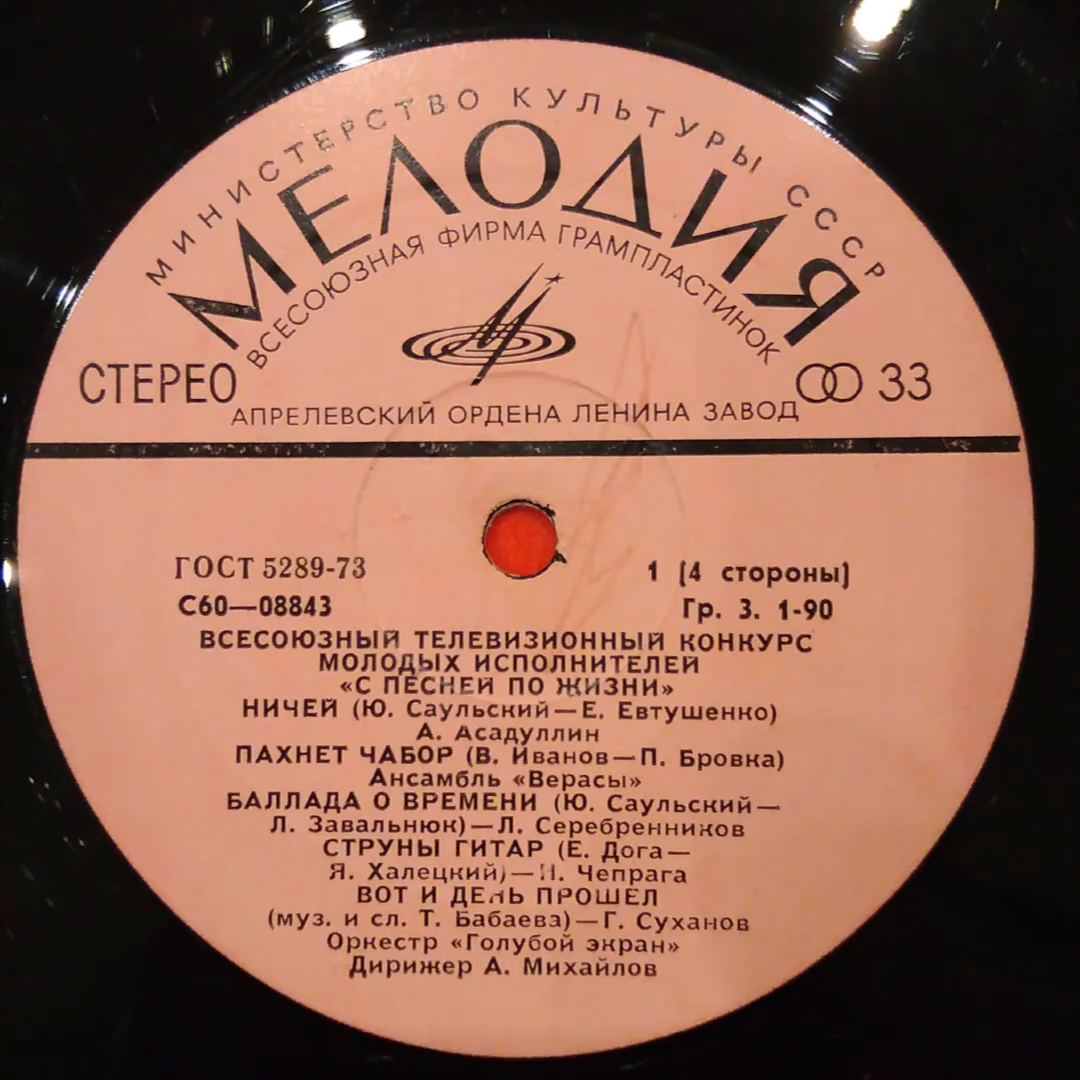 МИНИСТЕРСТВО КУЛЬТУРЫ СССР
МЕЛОДИЯ
ВСЕСОЮЗНАЯ ФИРМА ГРАМПЛАСТИНОК
СТЕРЕО
33
АПРЕЛЕВСКИЙ ОРДЕНА ЛЕНИНА ЗАВОД
ГОСТ 5289-73
1 (4 стороны)
С60—08843
Гр. 3. 1-90
ВСЕСОЮЗНЫЙ ТЕЛЕВИЗИОННЫЙ КОНКУРС
МОЛОДЫХ ИСПОЛНИТЕЛЕЙ
«С ПЕСНЕЙ ПО ЖИЗНИ»
НИЧЕЙ (Ю. Саульский—Е. Евтушенко)
А. Асадуллин
ПАХНЕТ ЧАБОР (В. Иванов—П. Бровка)
Ансамбль «Верасы»
БАЛЛАДА О ВРЕМЕНИ (Ю. Саульский—
Л. Завальнюк)—Л. Серебренников
СТРУНЫ ГИТАР (Е. Дога—
Я. Халецкий)—Н. Чепрага
ВОТ И ДЕНЬ ПРОШЕЛ
(муз. и сл. Т. Бабаева)—Г. Суханов
Оркестр «Голубой экран»
Дирижер А. Михайлов